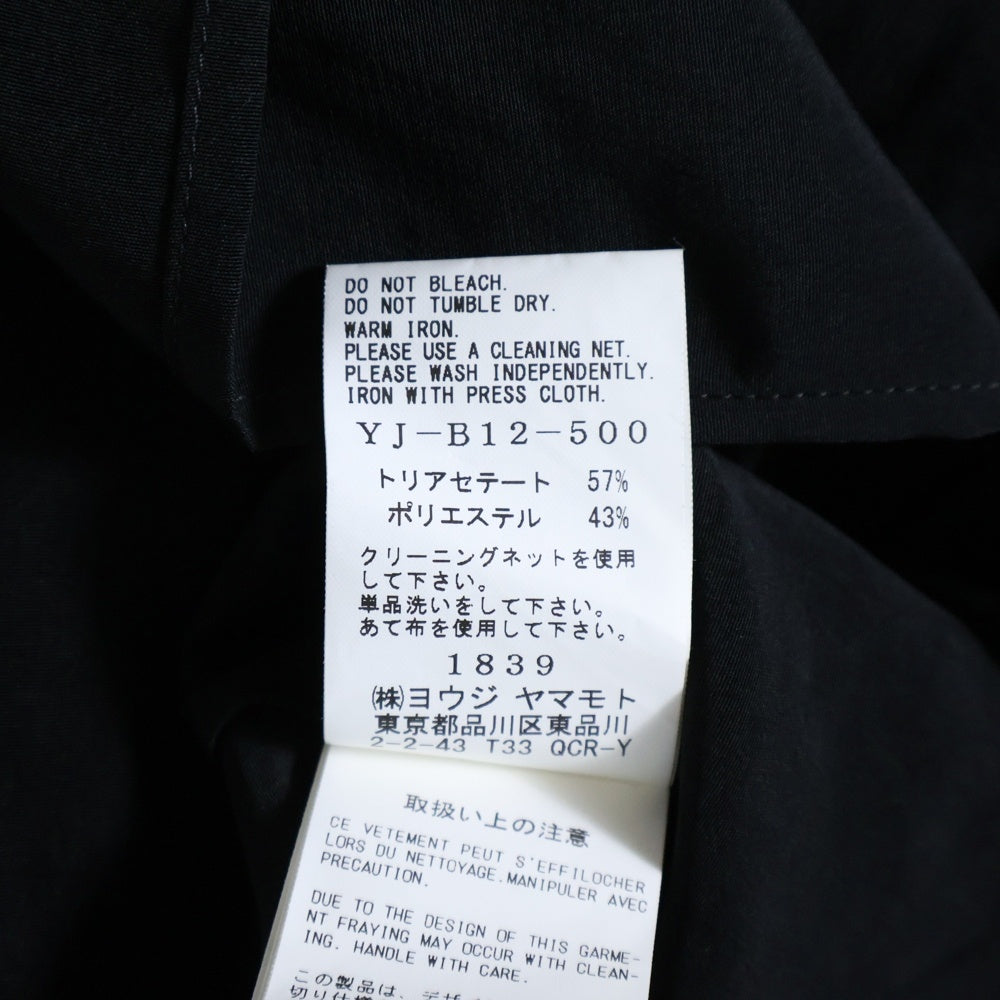 DO NOT BLEACH.
DO NOT TUMBLE DRY.
WARM IRON.
PLEASE USE A CLEANING NET.
PLEASE WASH INDEPENDENTLY.
IRON WITH PRESS CLOTH.
YJ-B12-500
トリアセテート 57%
ポリエステル 43%
クリーニングネットを使用
して下さい。
単品洗いをして下さい。
あて布を使用して下さい。
1839
㈱ヨウジ ヤマモト
東京都品川区東品川
2-2-43 T33 QCR-Y
取扱い上の注意
CE VETEMENT PEUT S'EFFILOCHER
LORS DU NETTOYAGE.MANIPULER AVEC
PRECAUTION.
DUE TO THE DESIGN OF THIS GARME-
NT FRAYING MAY OCCUR WITH CLEAN-
ING. HANDLE WITH CARE.
この製品は、デザイ
切り仕様